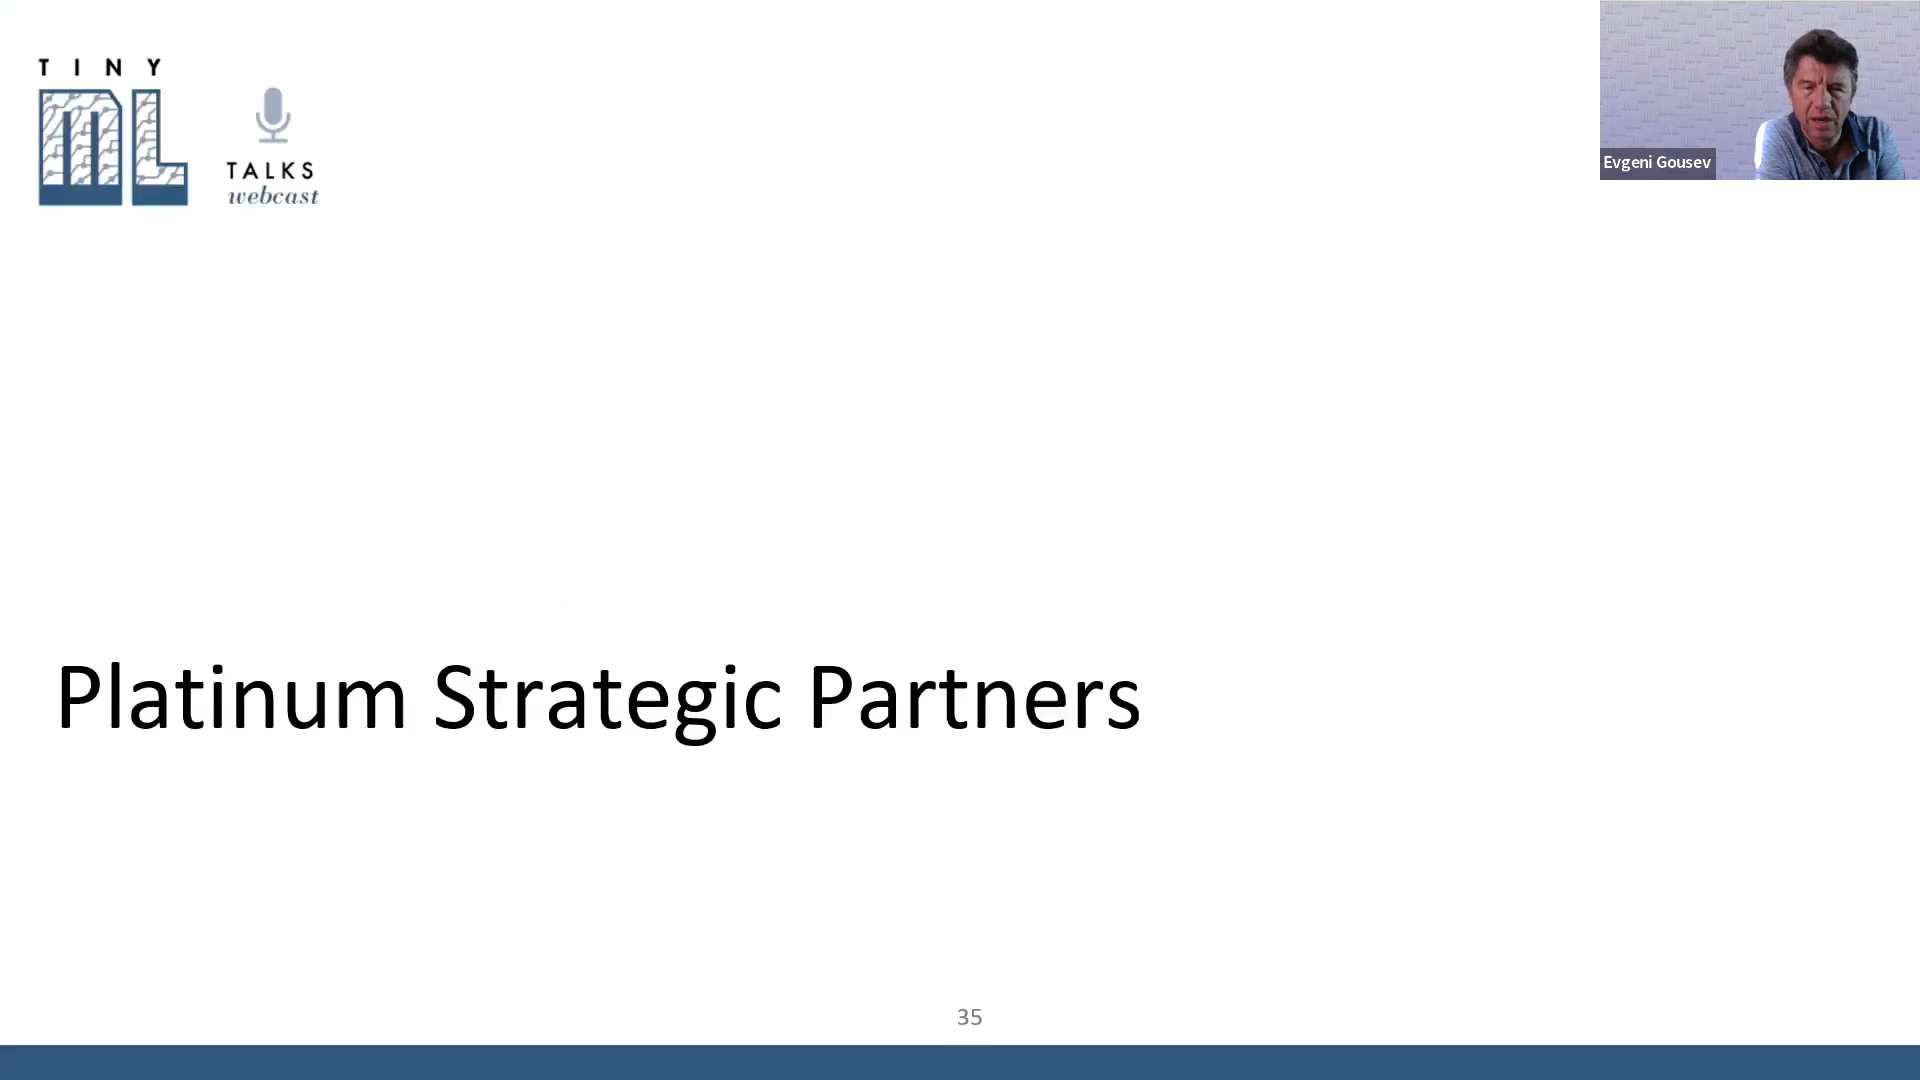 TINY
ML
TALKS
webcast
Evgeni Gousev
Platinum Strategic Partners
35